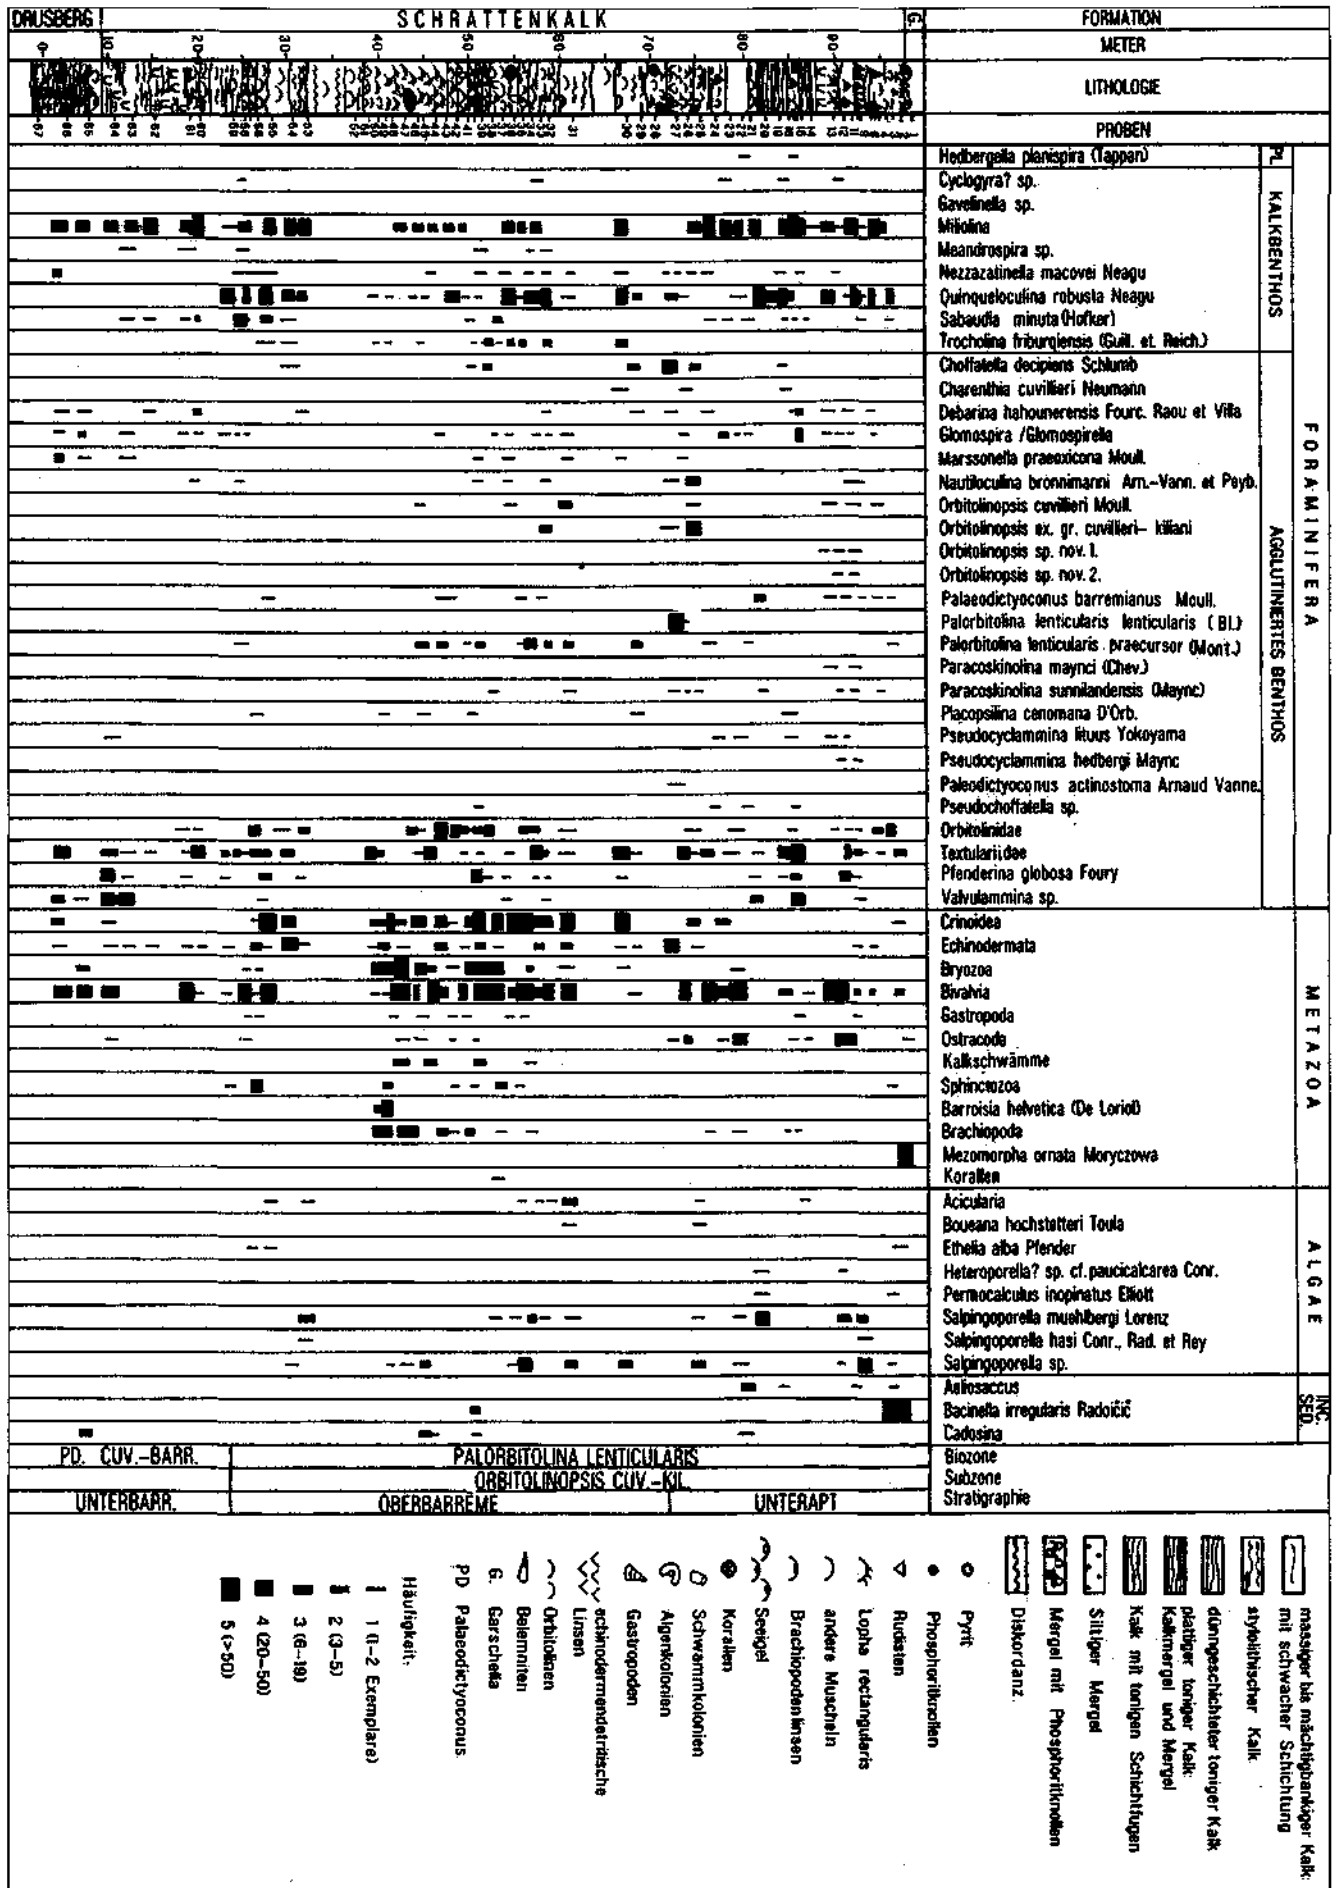 DRUSBERG
SCHRATTENKALK
G.
FORMATION
METER
-0-
10
20-
30-
40
50
60
70
80
90
LITHOLOGIE
PROBEN
PL.
KALKBENTHOS
AGGLUTINIERTES BENTHOS
FORAMINIFERA
Hedbergella planispira (Tappan)
Cyclogyra? sp.
Gavelinella sp.
Miliolina
Meandrospira sp.
Nezzazatinella macovei Neagu
Quinqueloculina robusta Neagu
Sabaudia minuta (Hofker)
Trocholina friburgiensis (Guill. et. Reich.)
Choffatella decipiens Schlumb
Charenthia cuvillieri Neumann
Debarina hahounerensis Fourc. Raou et Villa
Glomospira /Glomospirella
Marssonella praeoxicona Moull.
Nautiloculina bronnimanni Arn.-Vann. et Peyb.
Orbitolinopsis cuvillieri Moull.
Orbitolinopsis ex. gr. cuvillieri- kiliani
Orbitolinopsis sp. nov. 1.
Orbitolinopsis sp. nov. 2.
Palaeodictyoconus barremianus Moull.
Palorbitolina lenticularis lenticularis (Bl.)
Palorbitolina lenticularis praecursor (Mont.)
Paracoskinolina maynci (Chev.)
Paracoskinolina sunnilandensis (Maync)
Placopsilina cenomana D'Orb.
Pseudocyclammina lituus Yokoyama
Pseudocyclammina hedbergi Maync
Paleodictyoconus actinostoma Arnaud Vanne.
Pseudochoffatella sp.
Orbitolinidae
Textulariidae
Pfenderina globosa Foury
Valvulammina sp.
METAZOA
Crinoidea
Echinodermata
Bryozoa
Bivalvia
Gastropoda
Ostracoda
Kalkschwämme
Sphinctozoa
Barroisia helvetica (De Loriol)
Brachiopoda
Mezomorpha ornata Moryczowa
Korallen
ALGAE
Acicularia
Boueana hochstetteri Toula
Ethelia alba Pfender
Heteroporella? sp. cf. paucicalcarea Conr.
Permocalculus inopinatus Elliott
Salpingoporella muehlbergi Lorenz
Salpingoporella hasi Conr., Rad. et Rey
Salpingoporella sp.
INC. SED.
Aeliosaccus
Bacinella irregularis Radoičić
Cadosina
PD. CUV.-BARR.
PALORBITOLINA LENTICULARIS
Biozone
ORBITOLINOPSIS CUV.-KIL.
Subzone
UNTERBARR.
OBERBARRÊME
UNTERAPT
Stratigraphie
massiger bis mächtigbankiger Kalk:
mit schwacher Schichtung
stylolithischer Kalk
dünngeschichteter toniger Kalk
plattiger toniger Kalk:
Kalkmergel und Mergel
Kalk mit tonigen Schichtfugen
Siltiger Mergel
Mergel mit Phosphoritknollen
Diskordanz.
Pyrit
Phosphoritknollen
Rudisten
Lopha rectangularis
andere Muscheln
Brachiopodenlinsen
Seeigel
Korallen
Schwammkolonien
Algenkolonien
Gastropoden
echinodermendetritische
Linsen
Orbitolinen
Belemniten
G. Garschella
PD Palaeodictyoconus
Häufigkeit:
1 (1-2 Exemplare)
2 (3-5)
3 (6-19)
4 (20-50)
5 (>50)